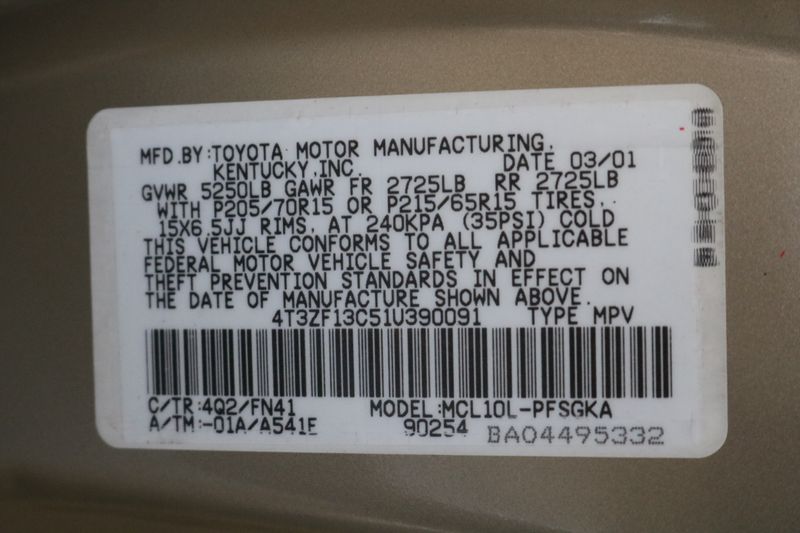 MFD.BY:TOYOTA MOTOR MANUFACTURING,
KENTUCKY,INC. DATE 03/01
GVWR 5250LB GAWR FR 2725LB RR 2725LB
WITH P205/70R15 OR P215/65R15 TIRES,
15X6.5JJ RIMS, AT 240KPA (35PSI) COLD
THIS VEHICLE CONFORMS TO ALL APPLICABLE
FEDERAL MOTOR VEHICLE SAFETY AND
THEFT PREVENTION STANDARDS IN EFFECT ON
THE DATE OF MANUFACTURE SHOWN ABOVE.
4T3ZF13C51U390091 TYPE MPV
C/TR:4Q2/FN41 MODEL:MCL10L-PFSGKA
A/TM:-01A/A541E 90254 BA04495332